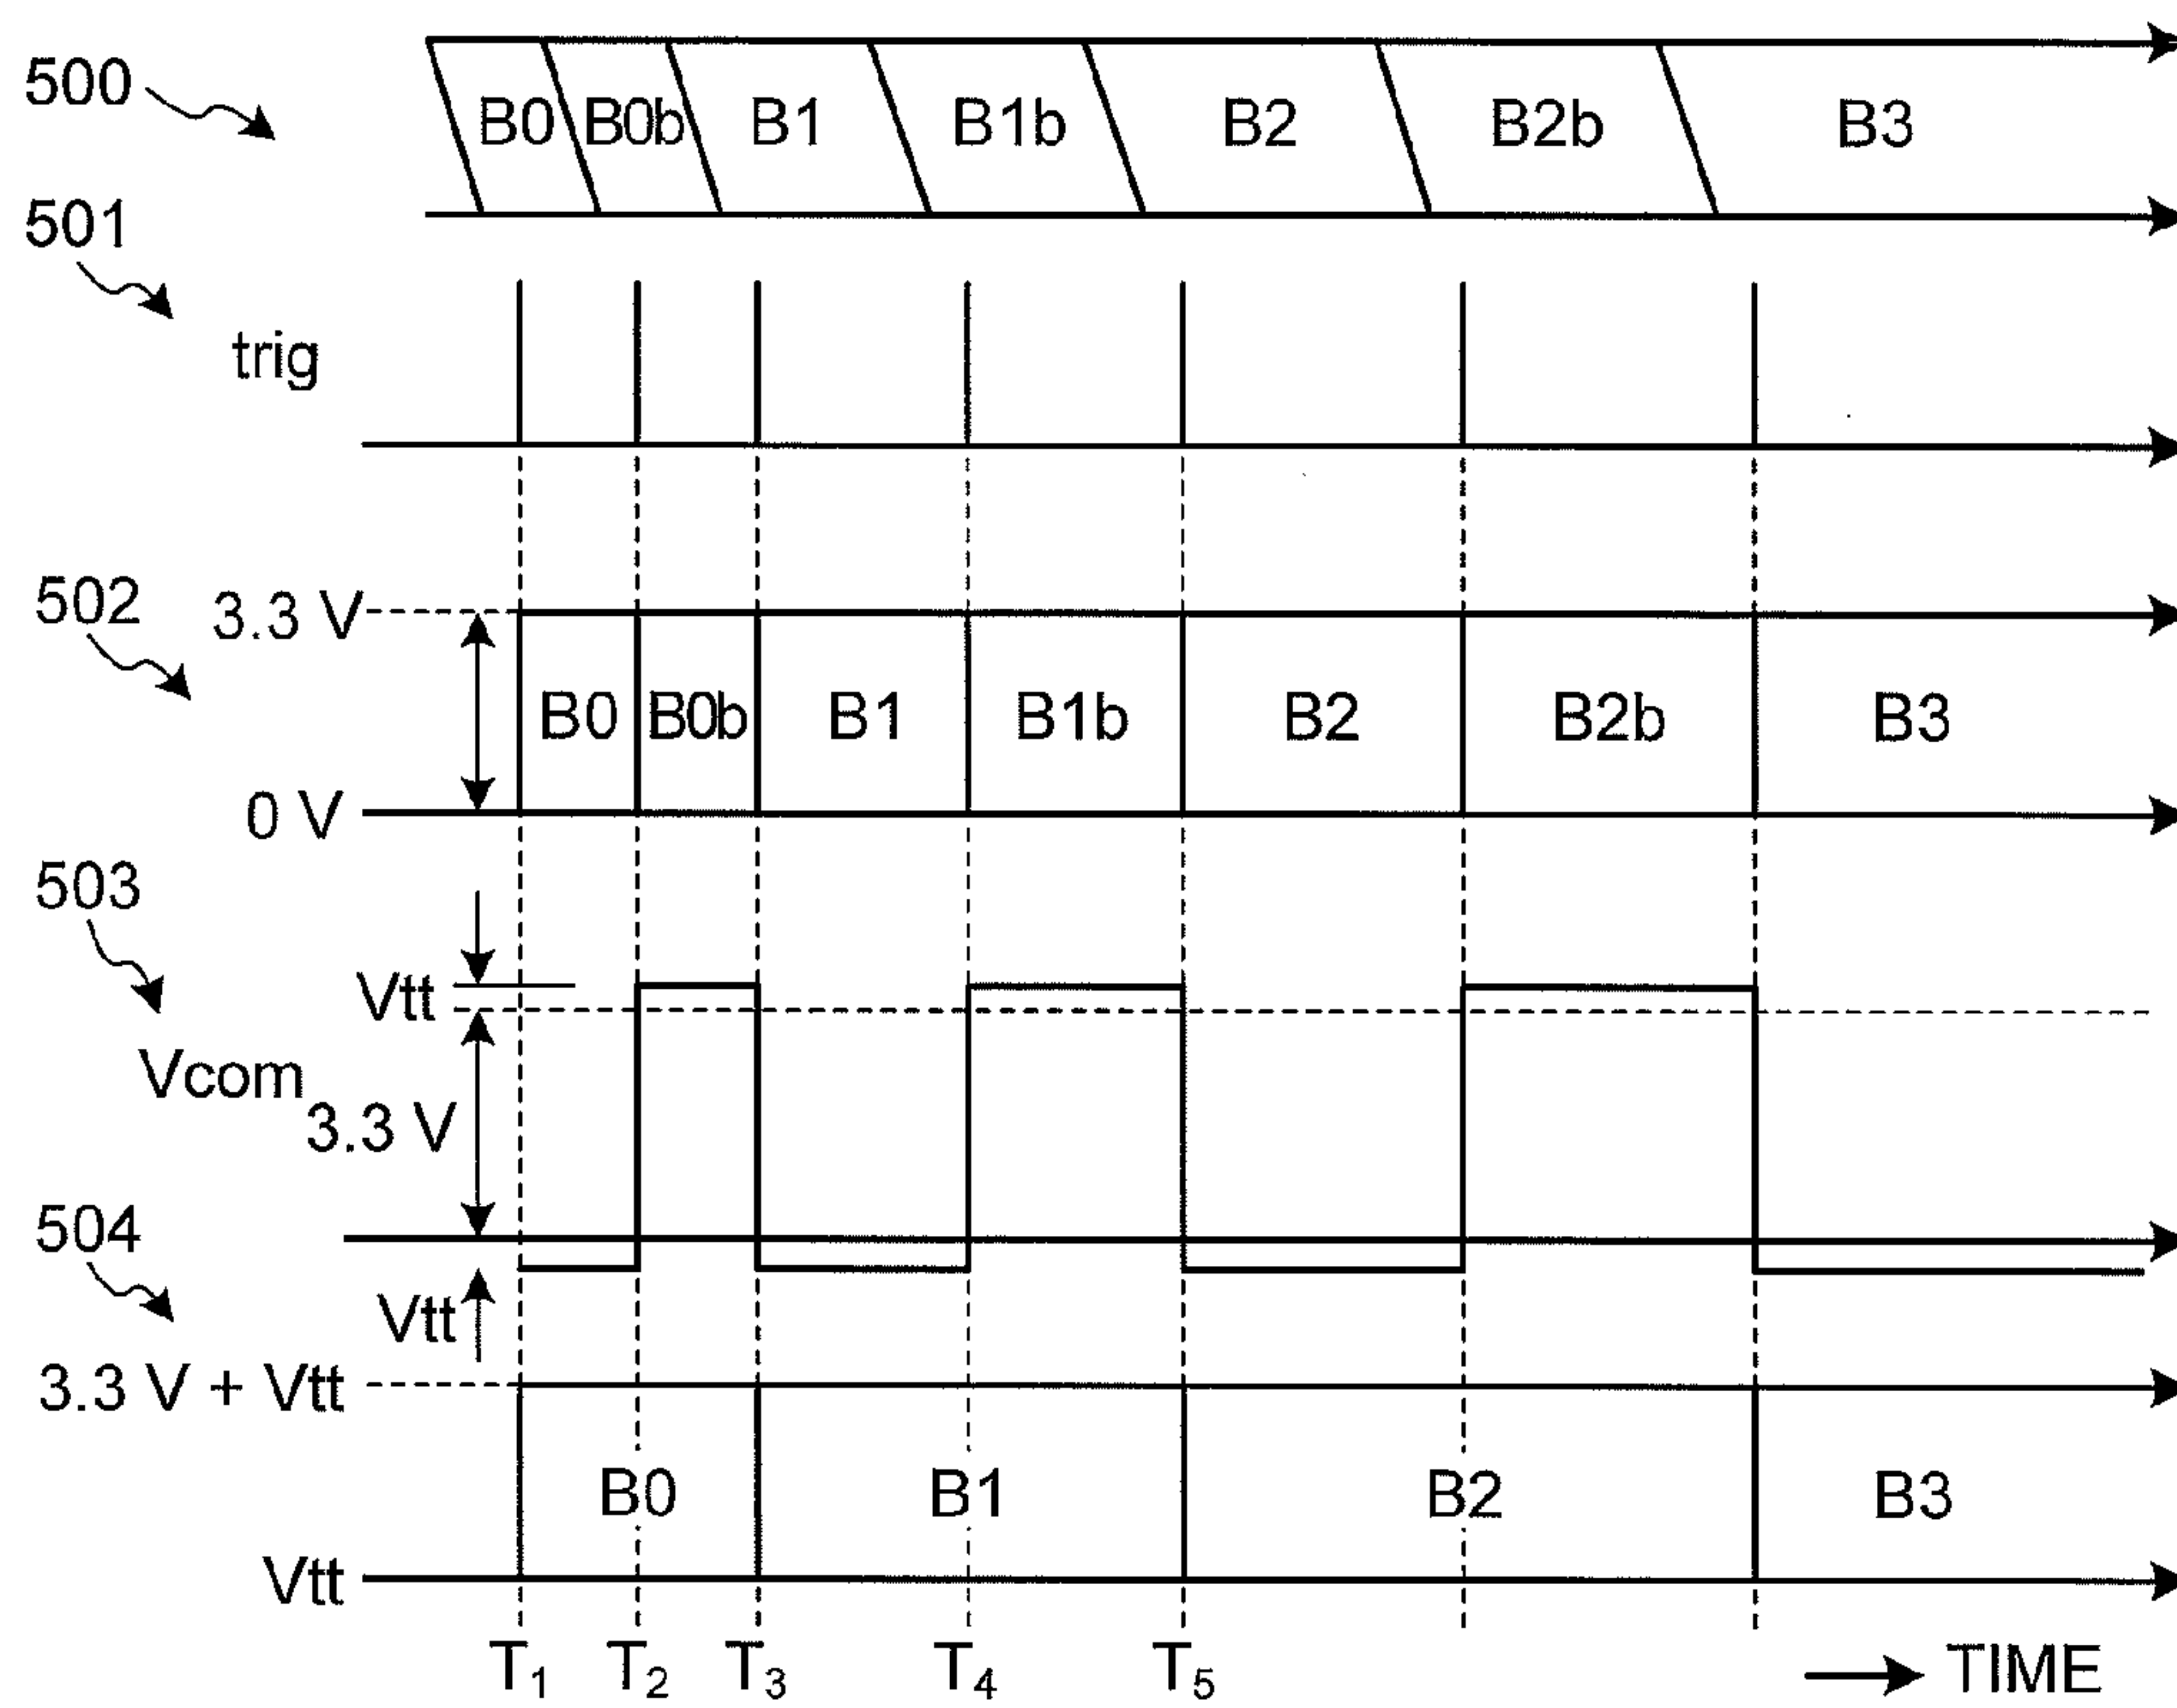 500
B0 B0b B1 B1b B2 B2b B3
501
trig
502
3.3 V
B0 B0b B1 B1b B2 B2b B3
0 V
503
Vtt
Vtt
Vcom
3.3 V
504
Vtt
3.3 V + Vtt
B0 B1 B2 B3
Vtt
T1 T2 T3 T4 T5 TIME